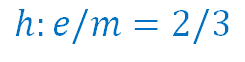 h: e/m = 2/3